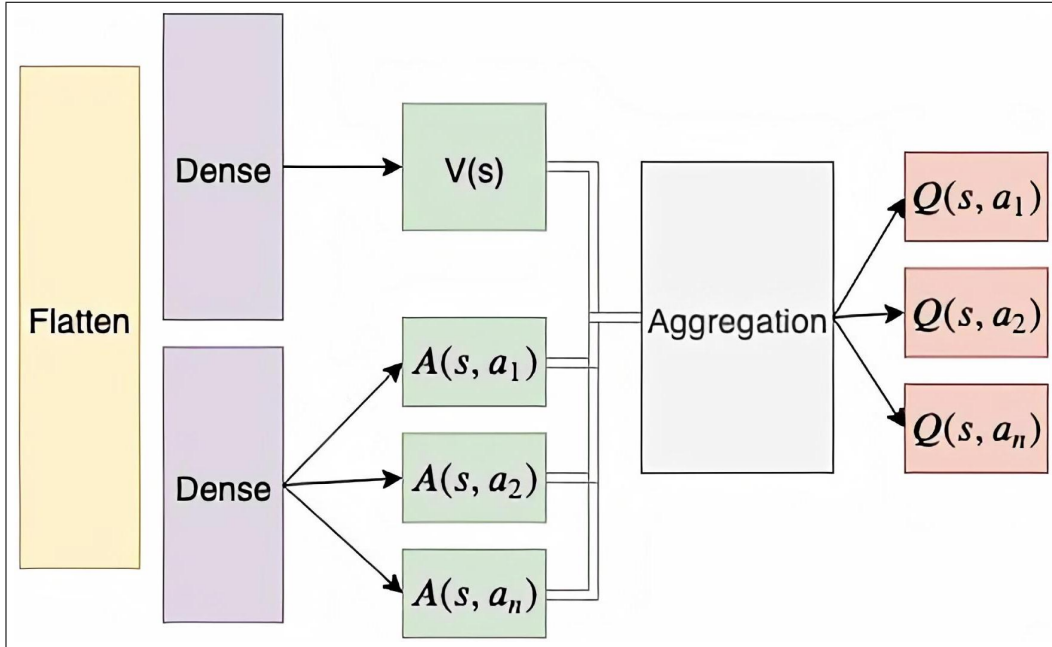 Flatten
Dense
Dense
V(s)
A(s, a₁)
A(s, a₂)
A(s, aₙ)
Aggregation
Q(s, a₁)
Q(s, a₂)
Q(s, aₙ)